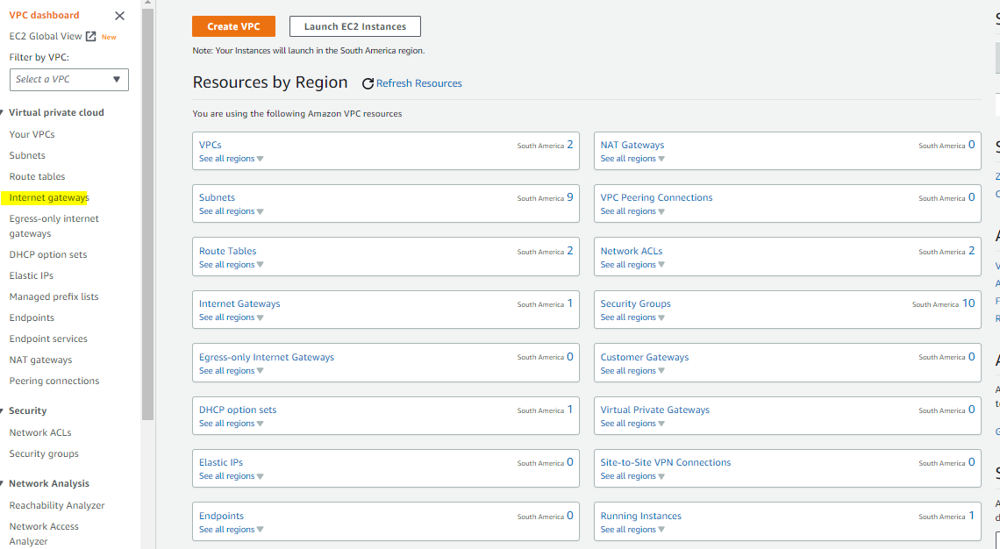 VPC dashboard
EC2 Global View New
Filter by VPC:
Select a VPC
Virtual private cloud
Your VPCs
Subnets
Route tables
Internet gateways
Egress-only internet
gateways
DHCP option sets
Elastic IPs
Managed prefix lists
Endpoints
Endpoint services
NAT gateways
Peering connections
Security
Network ACLs
Security groups
Network Analysis
Reachability Analyzer
Network Access
Analyzer
Create VPC
Launch EC2 Instances
Note: Your Instances will launch in the South America region.
Resources by Region Refresh Resources
You are using the following Amazon VPC resources
VPCs South America 2
See all regions
NAT Gateways South America 0
See all regions
Subnets South America 9
See all regions
VPC Peering Connections South America 0
See all regions
Route Tables South America 2
See all regions
Network ACLs South America 2
See all regions
Internet Gateways South America 1
See all regions
Security Groups South America 10
See all regions
Egress-only Internet Gateways South America 0
See all regions
Customer Gateways South America 0
See all regions
DHCP option sets South America 1
See all regions
Virtual Private Gateways South America 0
See all regions
Elastic IPs South America 0
See all regions
Site-to-Site VPN Connections South America 0
See all regions
Endpoints South America 0
See all regions
Running Instances South America 1
See all regions